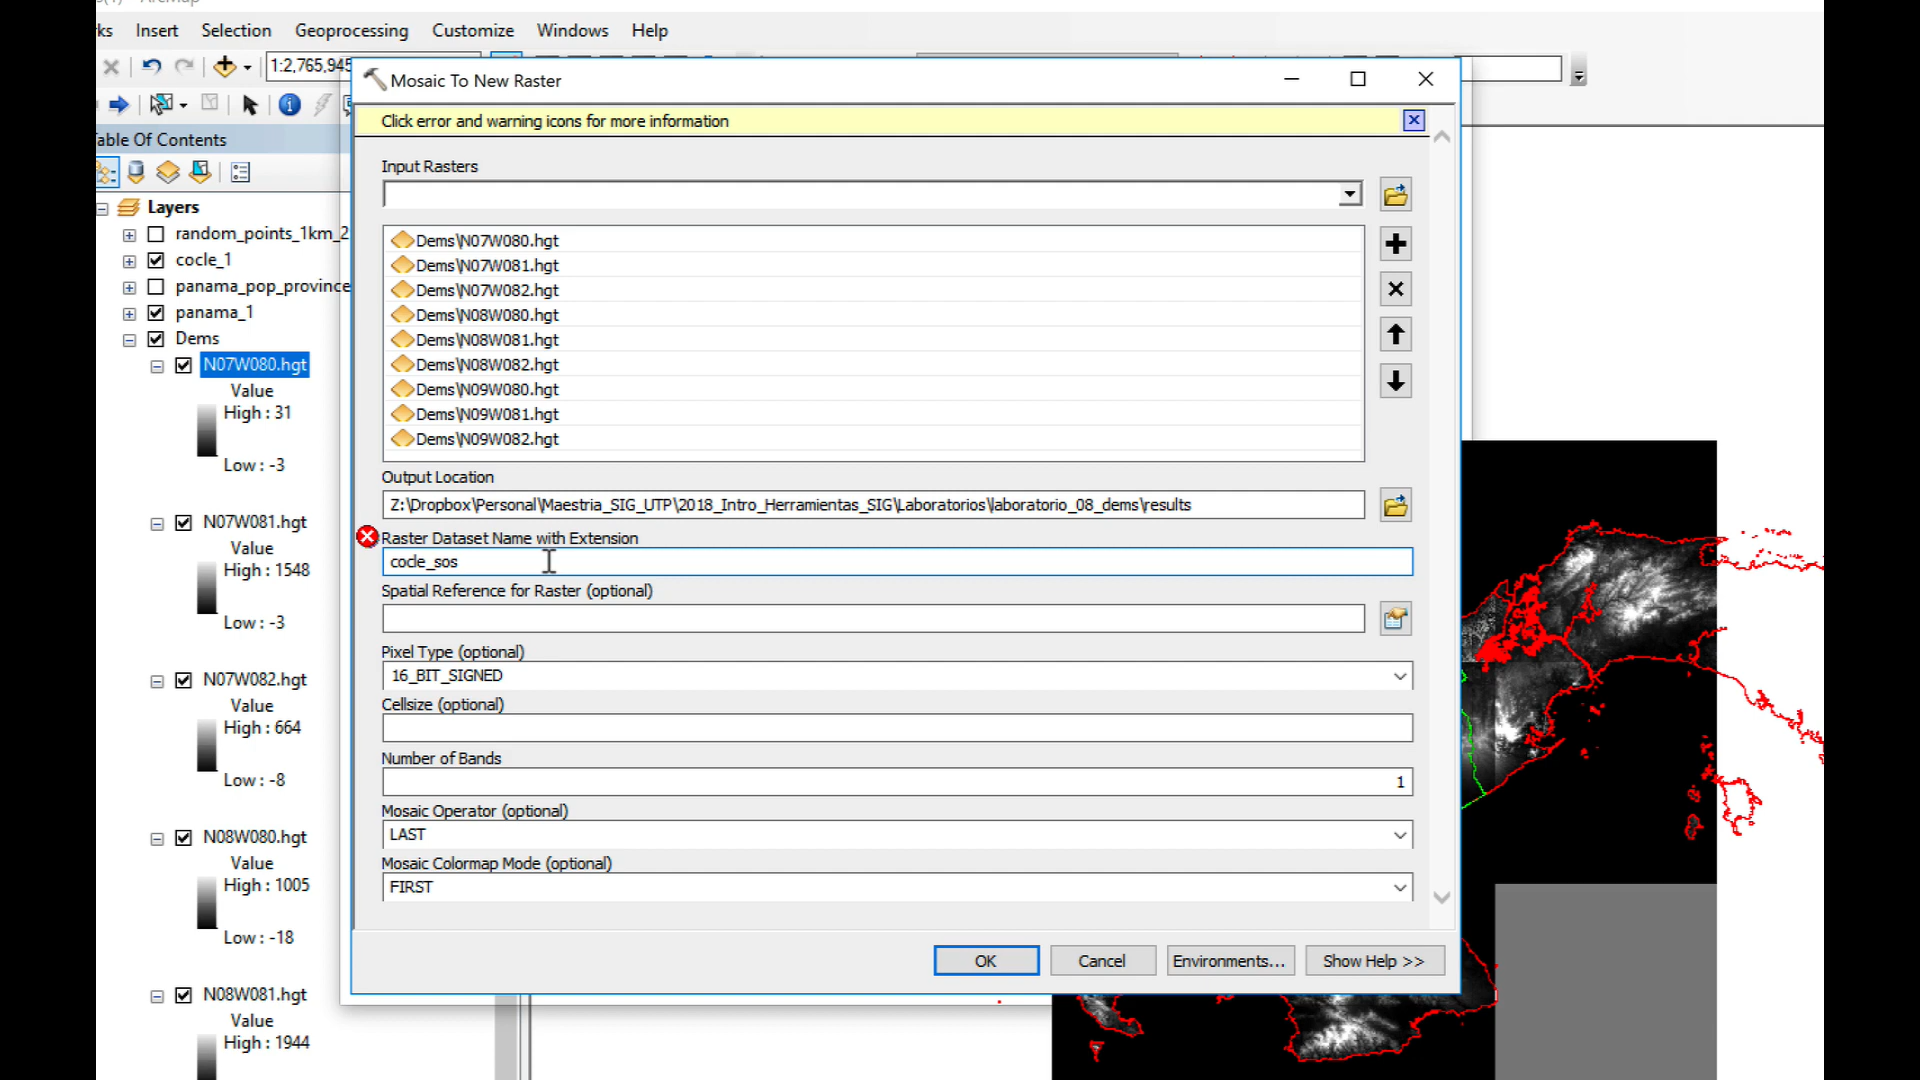 Insert Selection Geoprocessing Customize Windows Help
1:2,765,945
Mosaic To New Raster
Click error and warning icons for more information
Table Of Contents
Layers
random_points_1km_2
cocle_1
panama_pop_province
panama_1
Dems
N07W080.hgt
Value
High : 31
Low : -3
N07W081.hgt
Value
High : 1548
Low : -3
N07W082.hgt
Value
High : 664
Low : -8
N08W080.hgt
Value
High : 1005
Low : -18
N08W081.hgt
Value
High : 1944
Input Rasters
Dems\N07W080.hgt
Dems\N07W081.hgt
Dems\N07W082.hgt
Dems\N08W080.hgt
Dems\N08W081.hgt
Dems\N08W082.hgt
Dems\N09W080.hgt
Dems\N09W081.hgt
Dems\N09W082.hgt
Output Location
Z:\Dropbox\Personal\Maestria_SIG_UTP\2018_Intro_Herramientas_SIG\Laboratorios\laboratorio_08_dems\results
Raster Dataset Name with Extension
cocle_sos
Spatial Reference for Raster (optional)
Pixel Type (optional)
16_BIT_SIGNED
Cellsize (optional)
Number of Bands
1
Mosaic Operator (optional)
LAST
Mosaic Colormap Mode (optional)
FIRST
OK Cancel Environments... Show Help >>